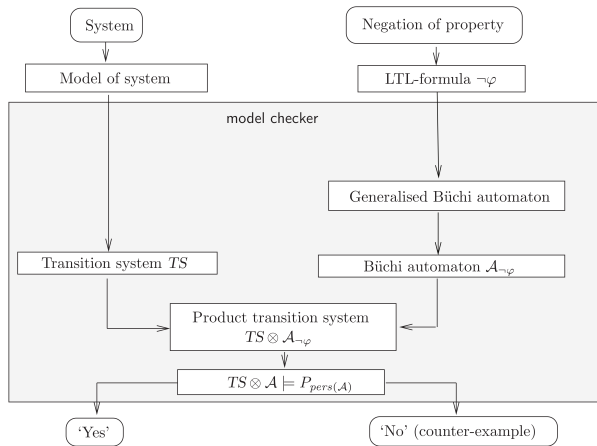 System
Negation of property
Model of system
LTL-formula ¬φ
model checker
Generalised Büchi automaton
Transition system TS
Büchi automaton 𝒜¬φ
Product transition system
TS ⊗ 𝒜¬φ
TS ⊗ 𝒜 ⊨ Ppers(𝒜)
‘Yes’
‘No’ (counter-example)